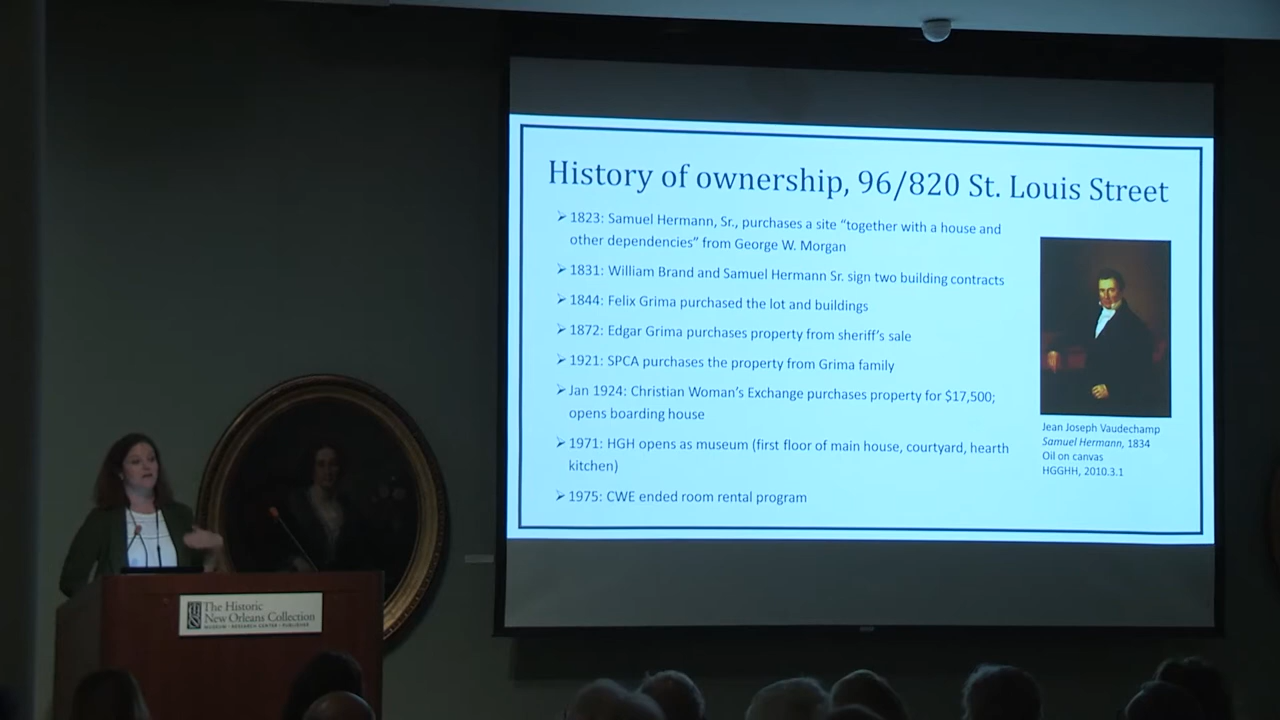 History of ownership, 96/820 St. Louis Street
➢ 1823: Samuel Hermann, Sr., purchases a site “together with a house and
other dependencies” from George W. Morgan
➢ 1831: William Brand and Samuel Hermann Sr. sign two building contracts
➢ 1844: Felix Grima purchased the lot and buildings
➢ 1872: Edgar Grima purchases property from sheriff’s sale
➢ 1921: SPCA purchases the property from Grima family
➢ Jan 1924: Christian Woman’s Exchange purchases property for $17,500;
opens boarding house
➢ 1971: HGH opens as museum (first floor of main house, courtyard, hearth
kitchen)
➢ 1975: CWE ended room rental program
Jean Joseph Vaudechamp
Samuel Hermann, 1834
Oil on canvas
HGGHH, 2010.3.1
The Historic
New Orleans Collection
MUSEUM • RESEARCH CENTER • PUBLISHER